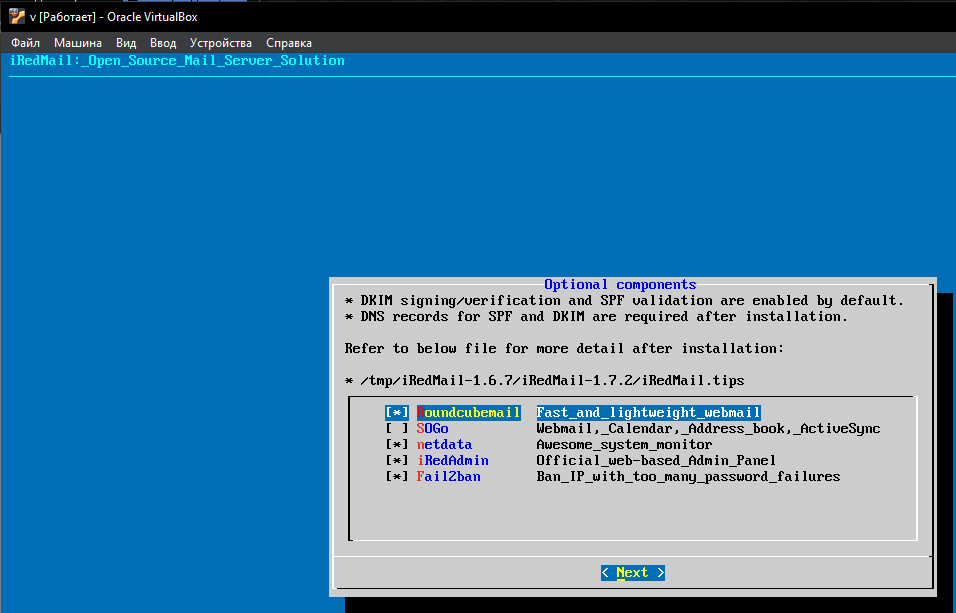 v [Работает] - Oracle VirtualBox
Файл Машина Вид Ввод Устройства Справка
iRedMail:_Open_Source_Mail_Server_Solution
Optional components
* DKIM signing/verification and SPF validation are enabled by default.
* DNS records for SPF and DKIM are required after installation.
Refer to below file for more detail after installation:
* /tmp/iRedMail-1.6.7/iRedMail-1.7.2/iRedMail.tips
[*] Roundcubemail Fast_and_lightweight_webmail
[ ] SOGo Webmail,_Calendar,_Address_book,_ActiveSync
[*] netdata Awesome_system_monitor
[*] iRedAdmin Official_web-based_Admin_Panel
[*] Fail2ban Ban_IP_with_too_many_password_failures
< Next >